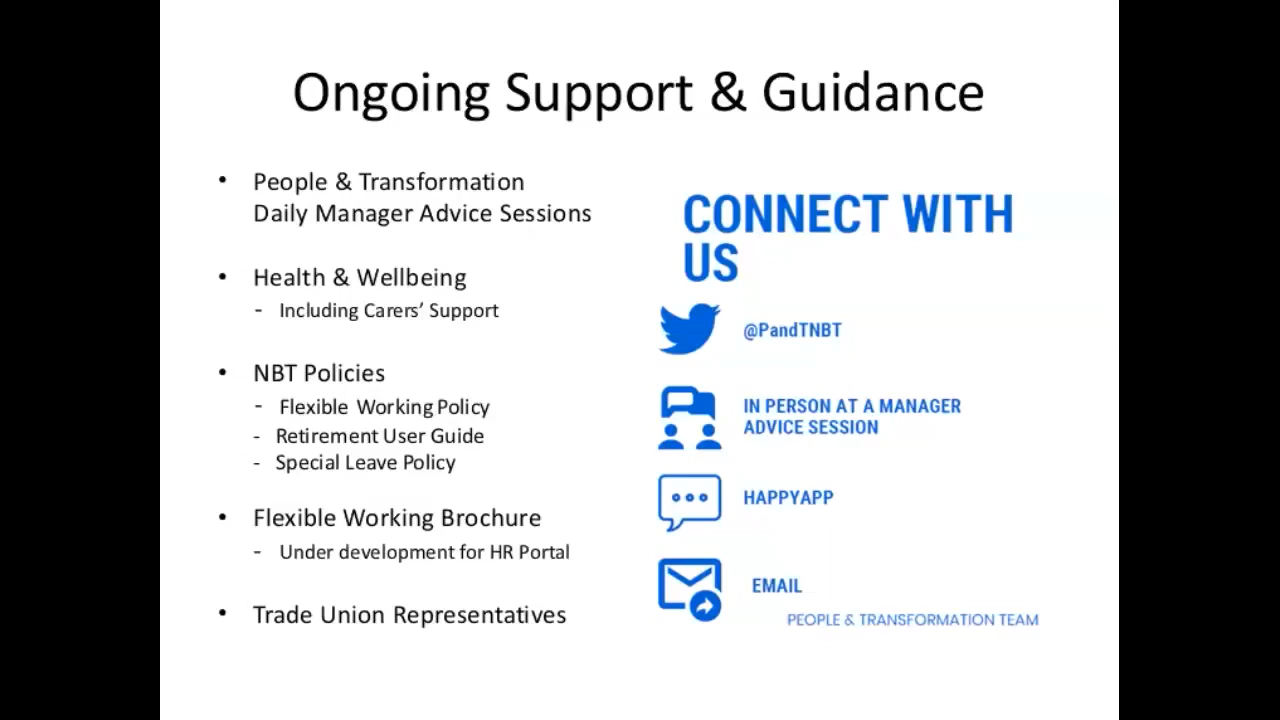 Ongoing Support & Guidance
• People & Transformation
Daily Manager Advice Sessions
• Health & Wellbeing
- Including Carers’ Support
• NBT Policies
- Flexible Working Policy
- Retirement User Guide
- Special Leave Policy
• Flexible Working Brochure
- Under development for HR Portal
• Trade Union Representatives
CONNECT WITH
US
@PandTNBT
IN PERSON AT A MANAGER
ADVICE SESSION
HAPPYAPP
EMAIL
PEOPLE & TRANSFORMATION TEAM